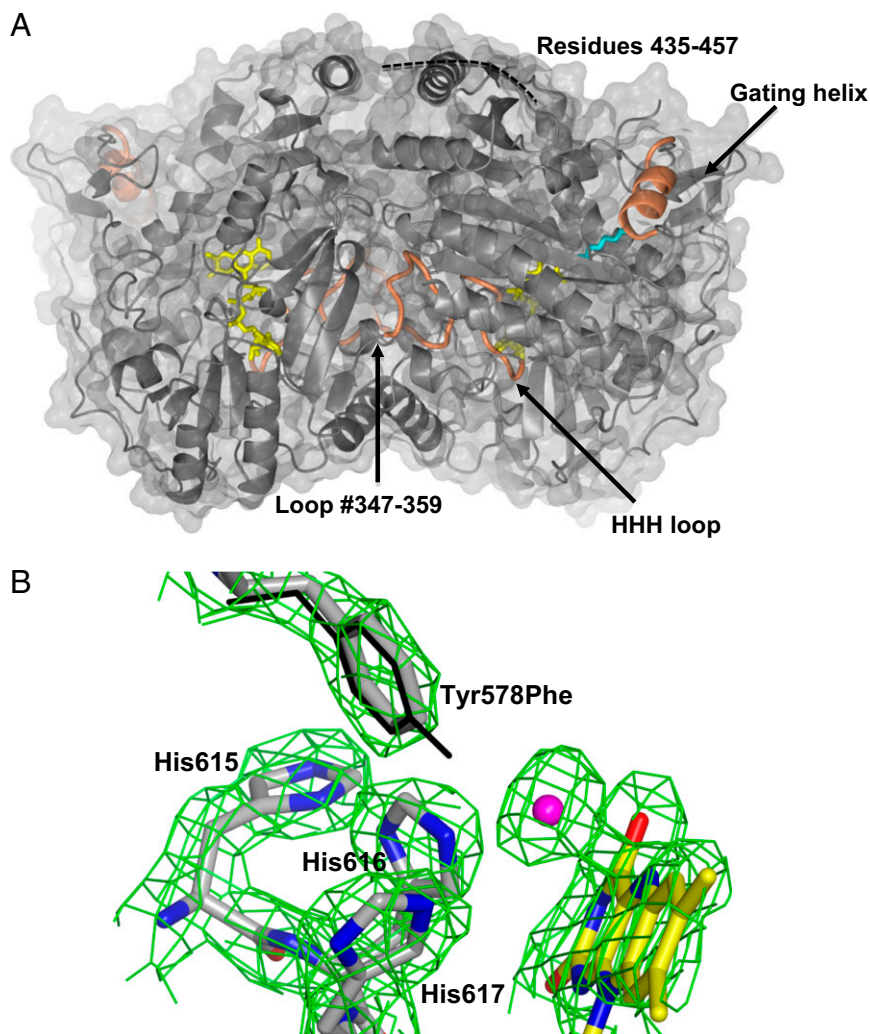 A
Residues 435-457
Gating helix
Loop #347-359
HHH loop
B
Tyr578Phe
His615
His616
His617